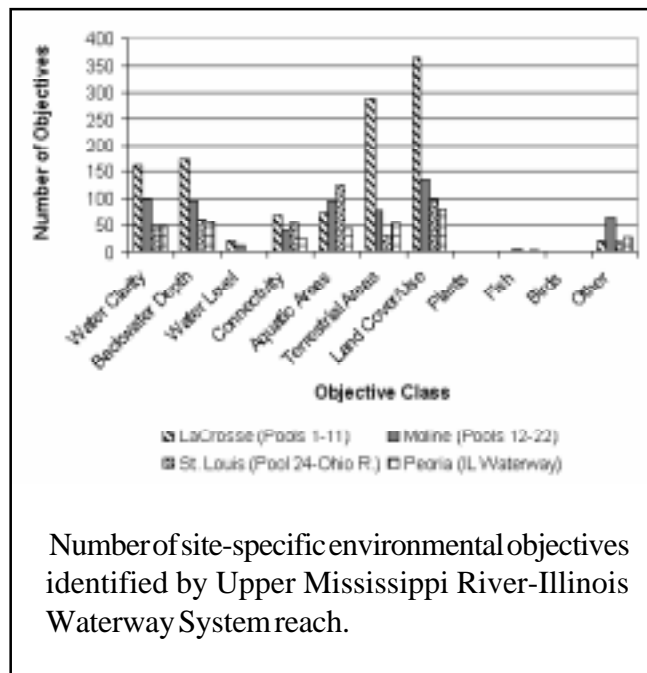 400
350
300
250
200
150
100
50
0
Number of Objectives
Water Clarity
Backwater Depth
Water Level
Connectivity
Aquatic Areas
Terrestrial Areas
Land Cover/Use
Plants
Fish
Birds
Other
Objective Class
LaCrosse (Pools 1-11) Moline (Pools 12-22)
St. Louis (Pool 24-Ohio R.) Peoria (IL Waterway)
Number of site-specific environmental objectives
identified by Upper Mississippi River-Illinois
Waterway System reach.